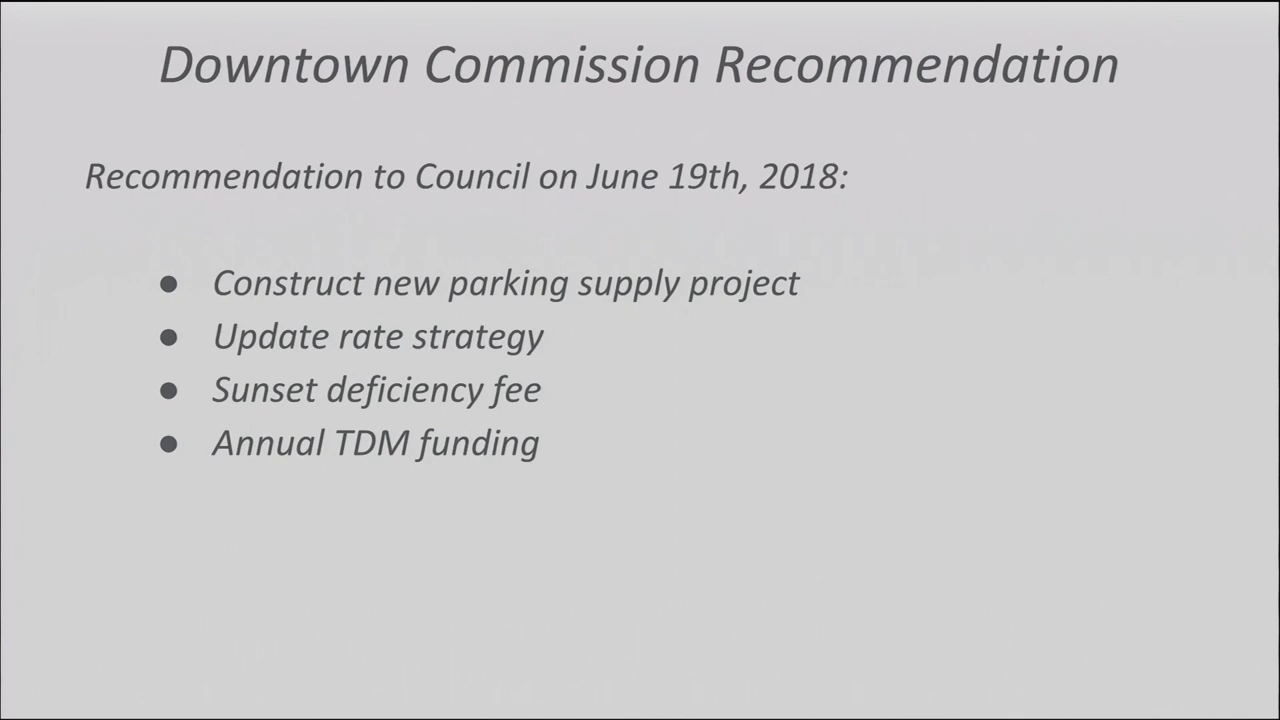 Downtown Commission Recommendation
Recommendation to Council on June 19th, 2018:
● Construct new parking supply project
● Update rate strategy
● Sunset deficiency fee
● Annual TDM funding